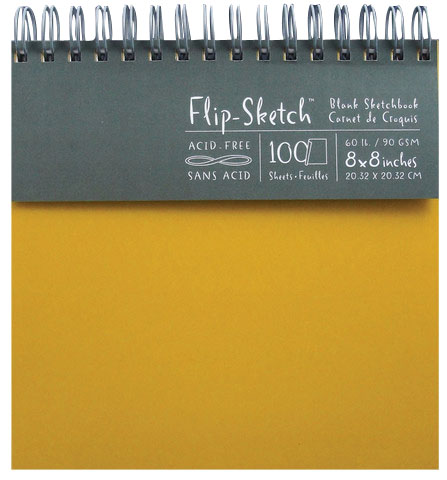 Flip-Sketch™
Blank Sketchbook
Carnet de Croquis
ACID-FREE
SANS ACID
100
Sheets • Feuilles
60 lb. / 90 GSM
8x8 inches
20.32 x 20.32 CM